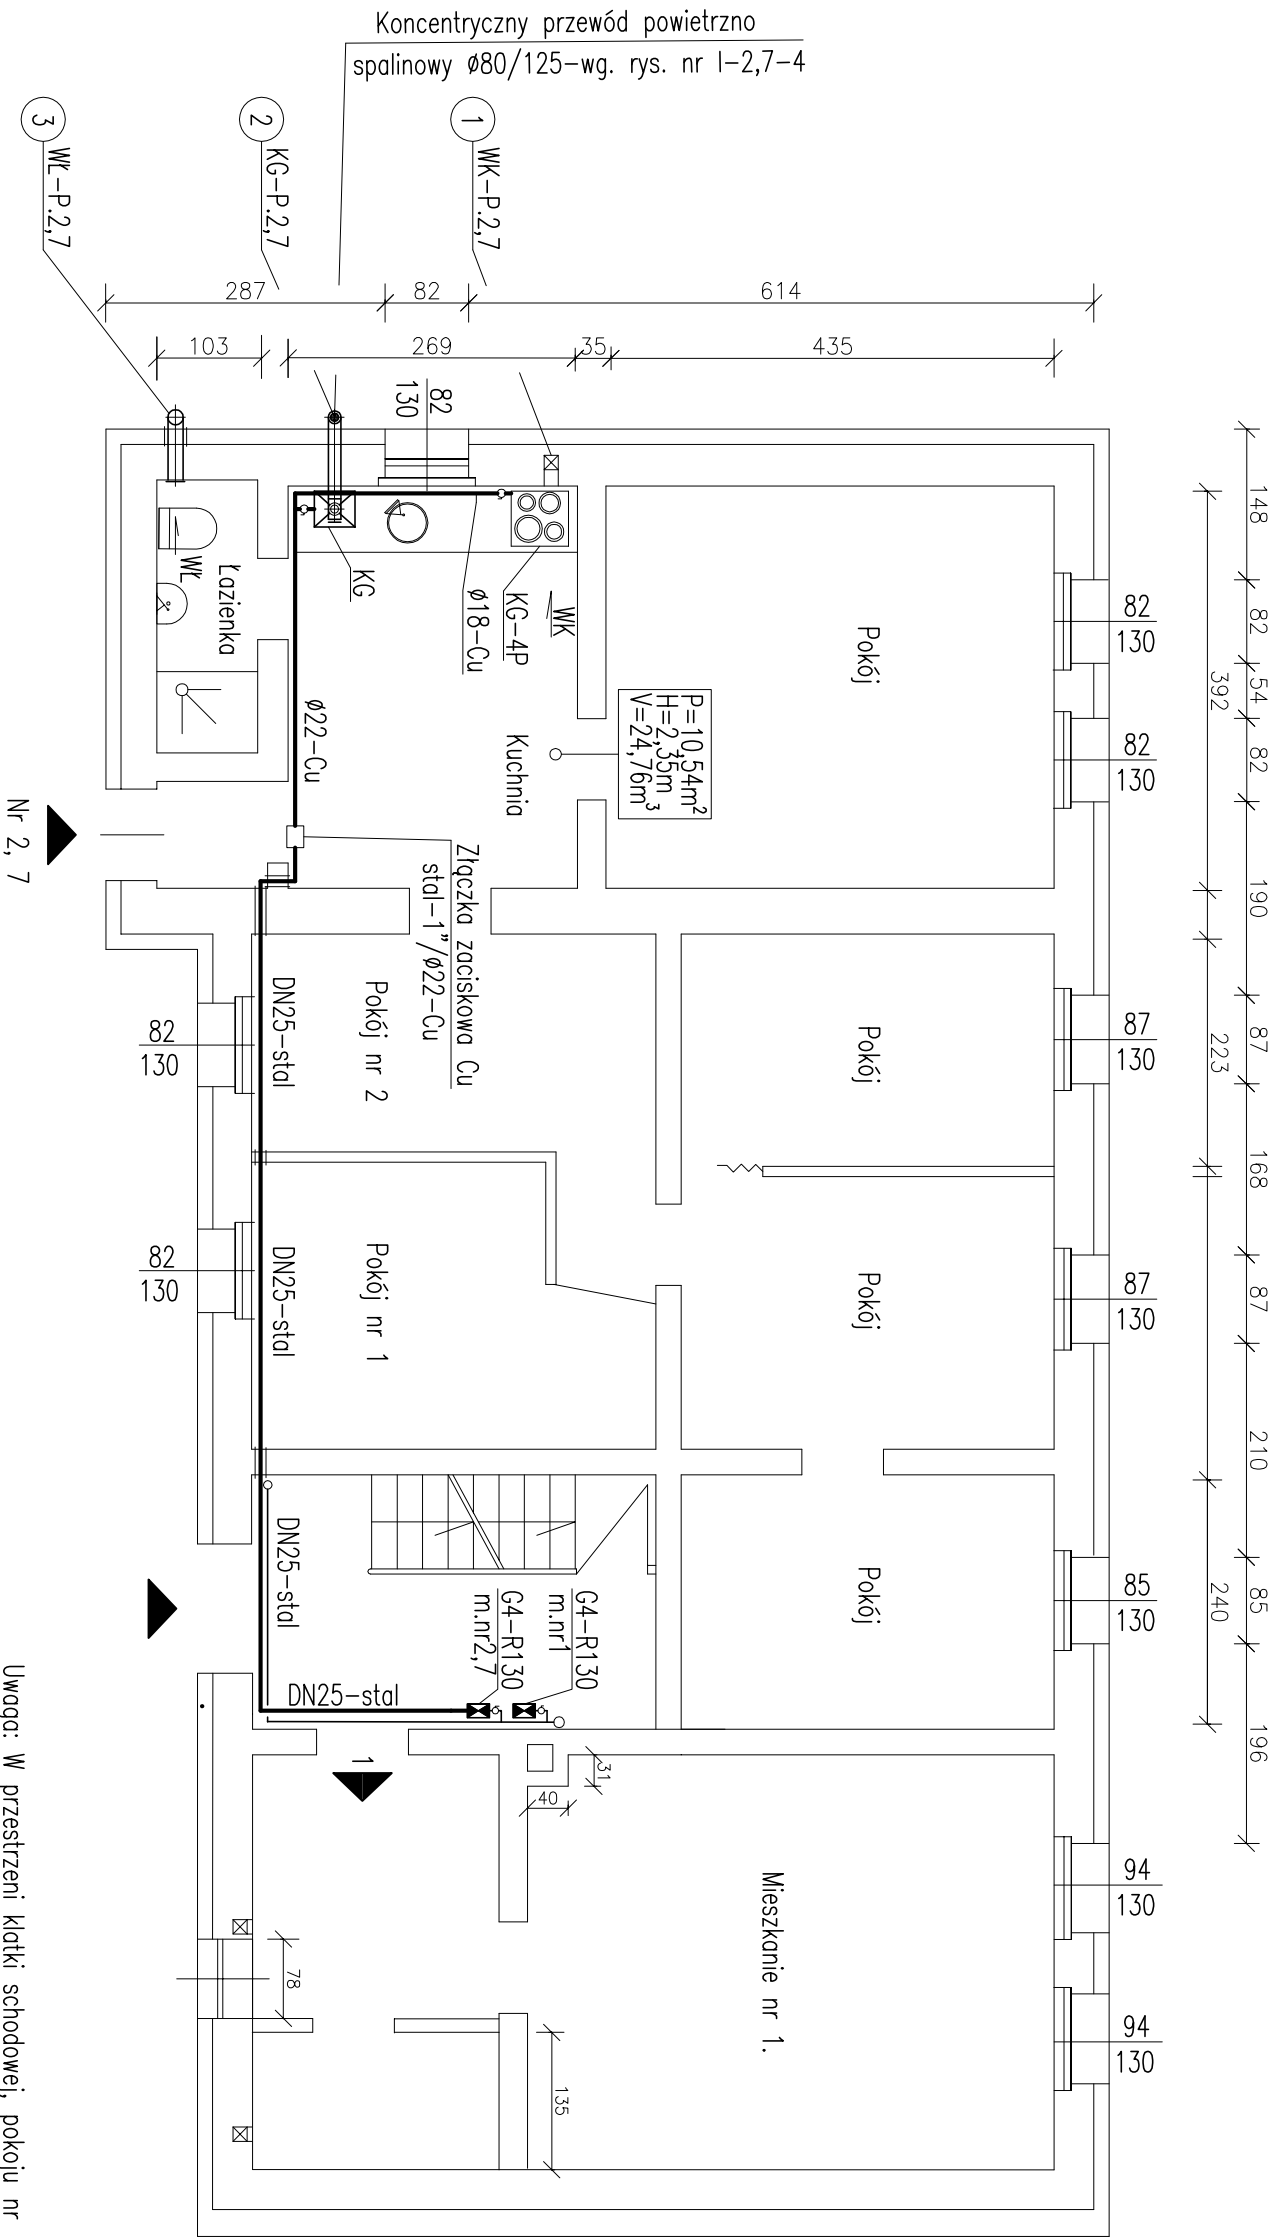 Koncentryczny przewód powietrzno
spalinowy ø80/125-wg. rys. nr I-2,7-4
1
WK-P.2,7
2
KG-P.2,7
3
WŁ-P.2,7
287
82
614
103
269
35
435
148
82
54
82
190
87
168
87
210
85
196
392
223
240
82
130
82
130
82
130
87
130
87
130
85
130
94
130
94
130
82
130
82
130
Pokój
Pokój
Pokój
Pokój
WK
KG-4P
ø18-Cu
KG
WŁ
Łazienka
ø22-Cu
Kuchnia
P=10,54m²
H=2,35m
V=24,76m³
Złączka zaciskowa Cu
stal-1"/ø22-Cu
Nr 2, 7
DN25-stal
Pokój nr 2
DN25-stal
Pokój nr 1
DN25-stal
DN25-stal
G4-R130
m.nr1
G4-R130
m.nr2,7
1
31
40
78
135
Mieszkanie nr 1.
Uwaga: W przestrzeni klatki schodowej, pokoju nr